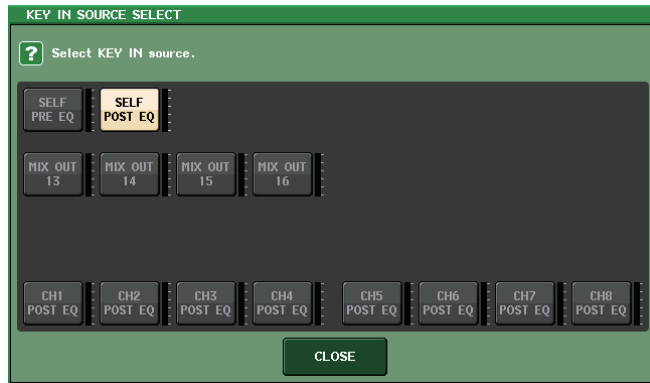 KEY IN SOURCE SELECT
? Select KEY IN source.
SELF PRE EQ
SELF POST EQ
MIX OUT 13
MIX OUT 14
MIX OUT 15
MIX OUT 16
CH1 POST EQ
CH2 POST EQ
CH3 POST EQ
CH4 POST EQ
CH5 POST EQ
CH6 POST EQ
CH7 POST EQ
CH8 POST EQ
CLOSE